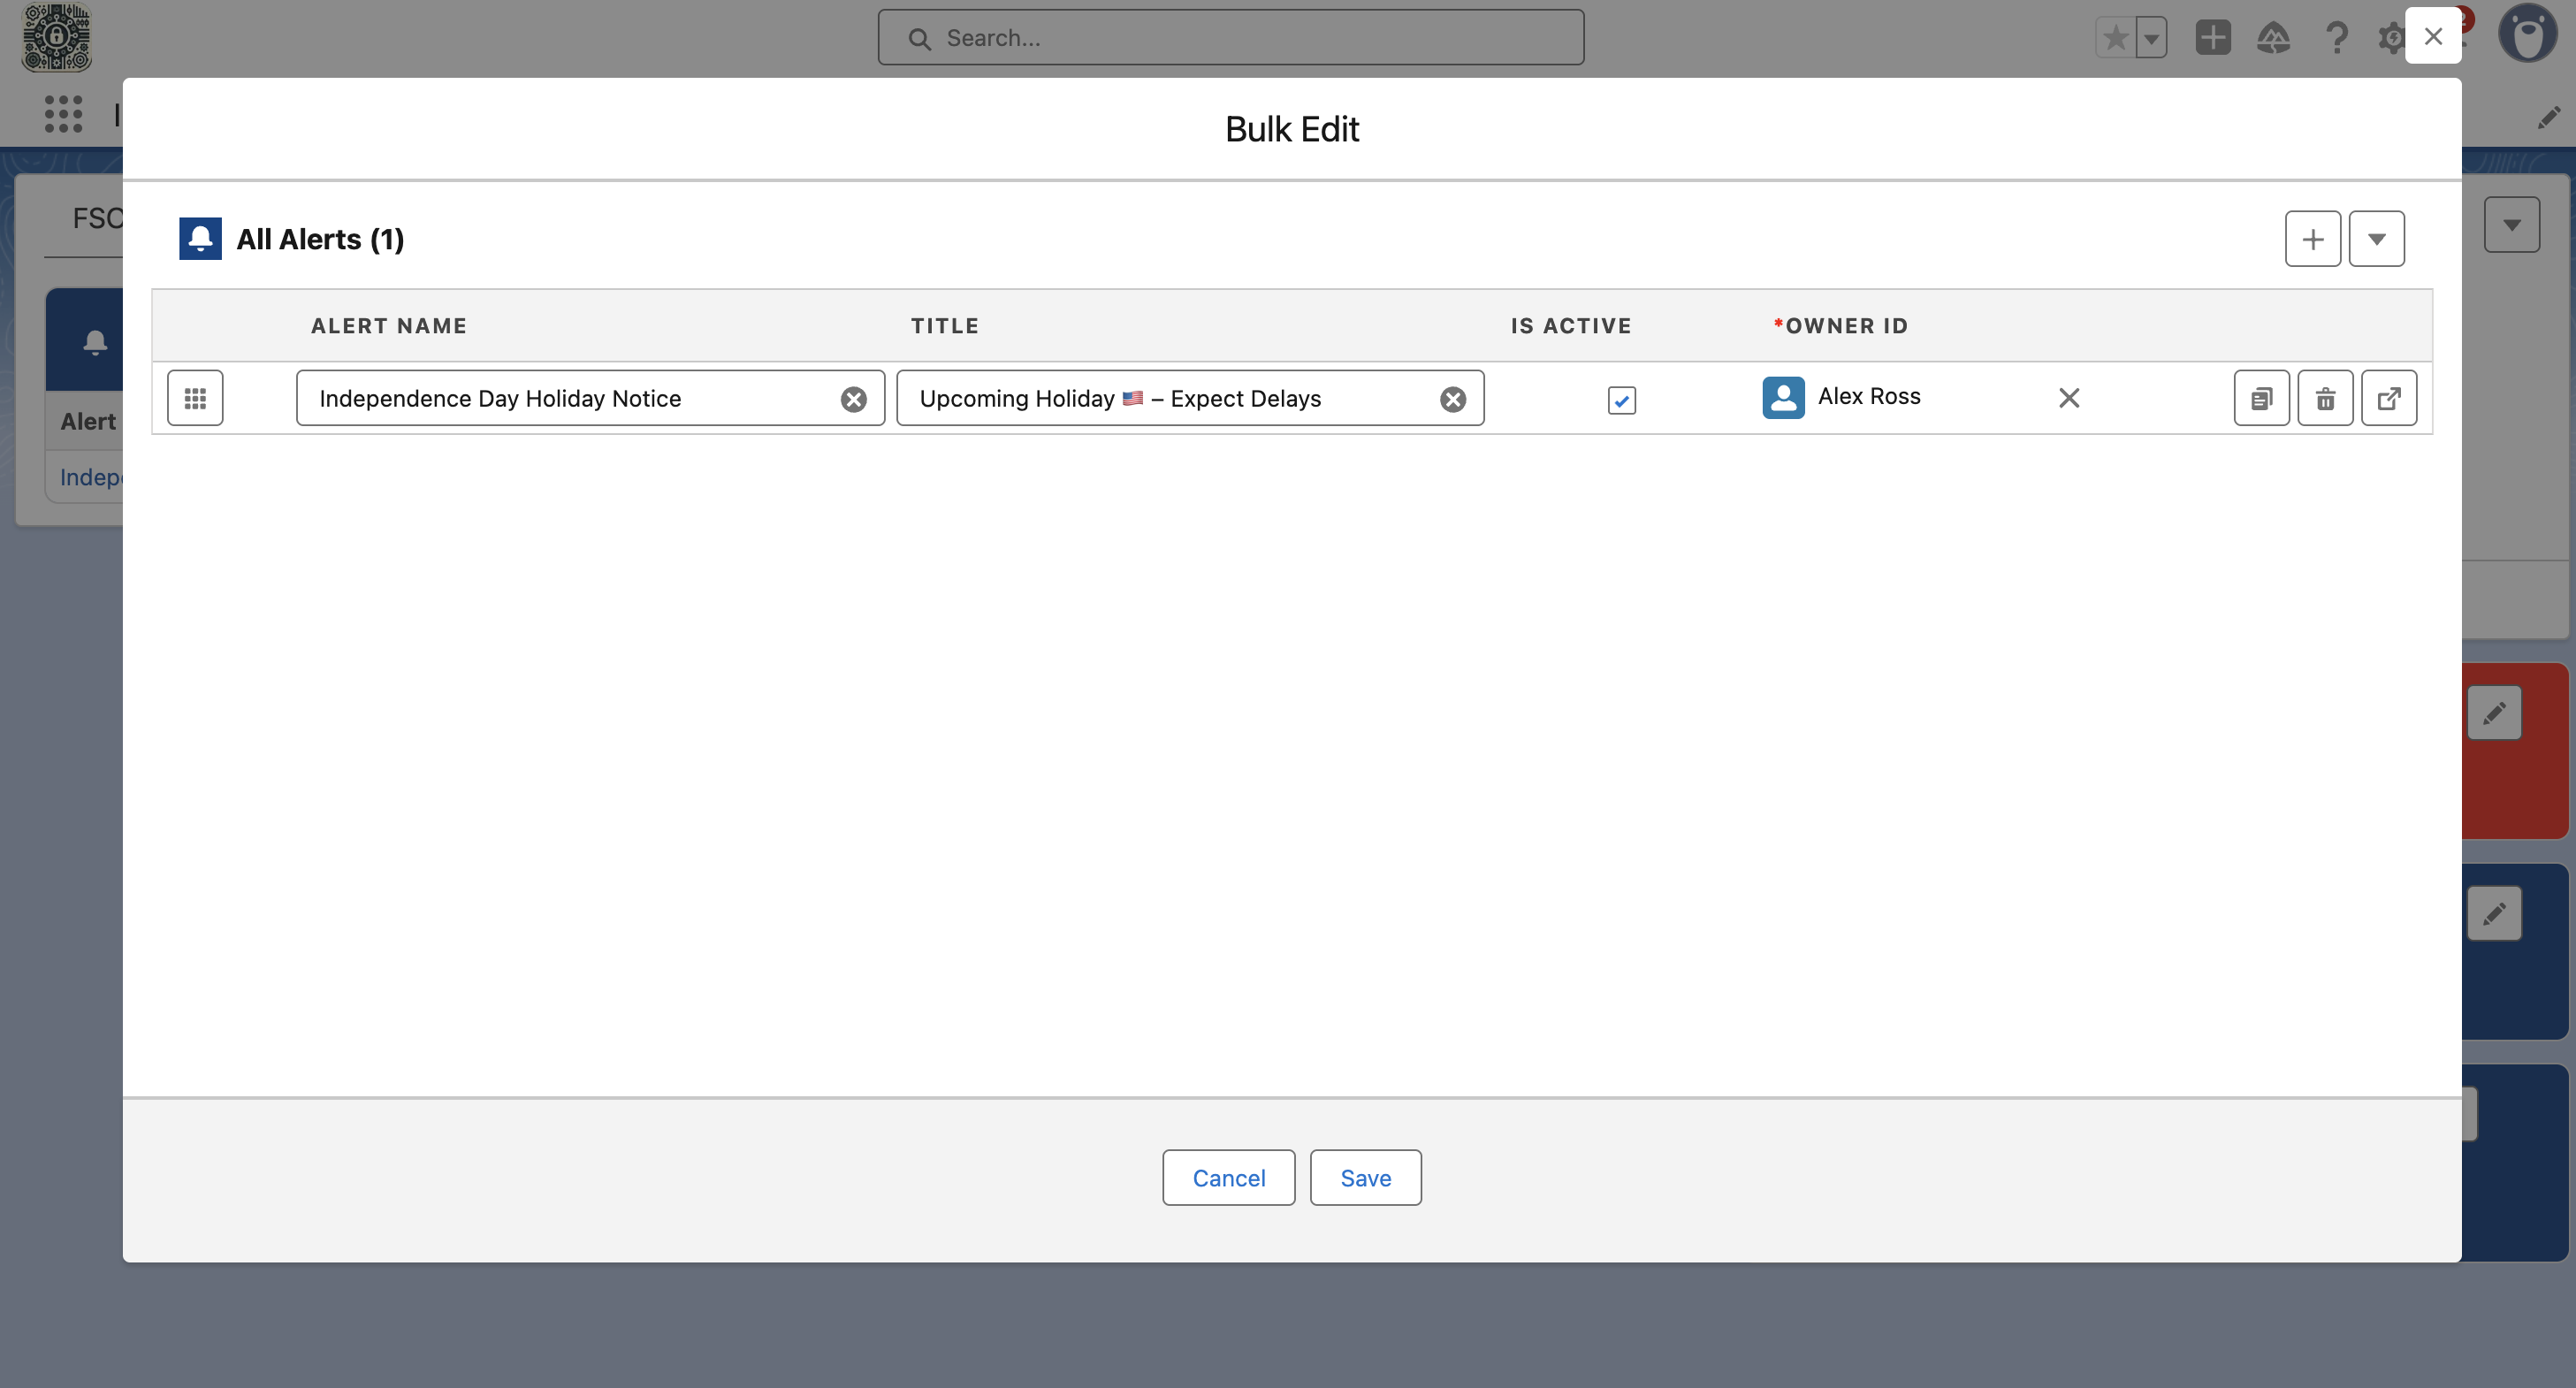 Search...
Bulk Edit
FSC
All Alerts (1)
ALERT NAME TITLE IS ACTIVE *OWNER ID
Independence Day Holiday Notice Upcoming Holiday 🇺🇸 – Expect Delays Alex Ross
Alert
Indep
Cancel Save